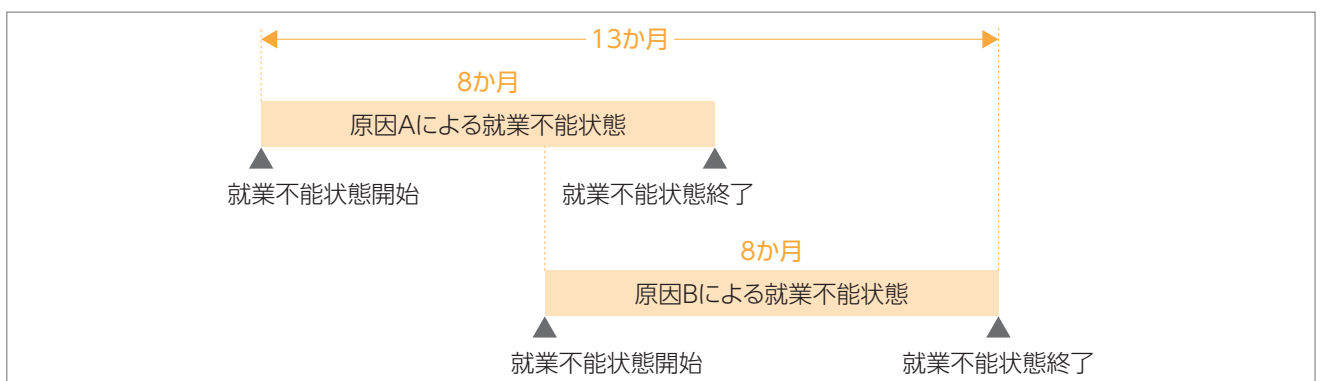 13か月
8か月
原因Aによる就業不能状態
就業不能状態開始
就業不能状態終了
8か月
原因Bによる就業不能状態
就業不能状態開始
就業不能状態終了